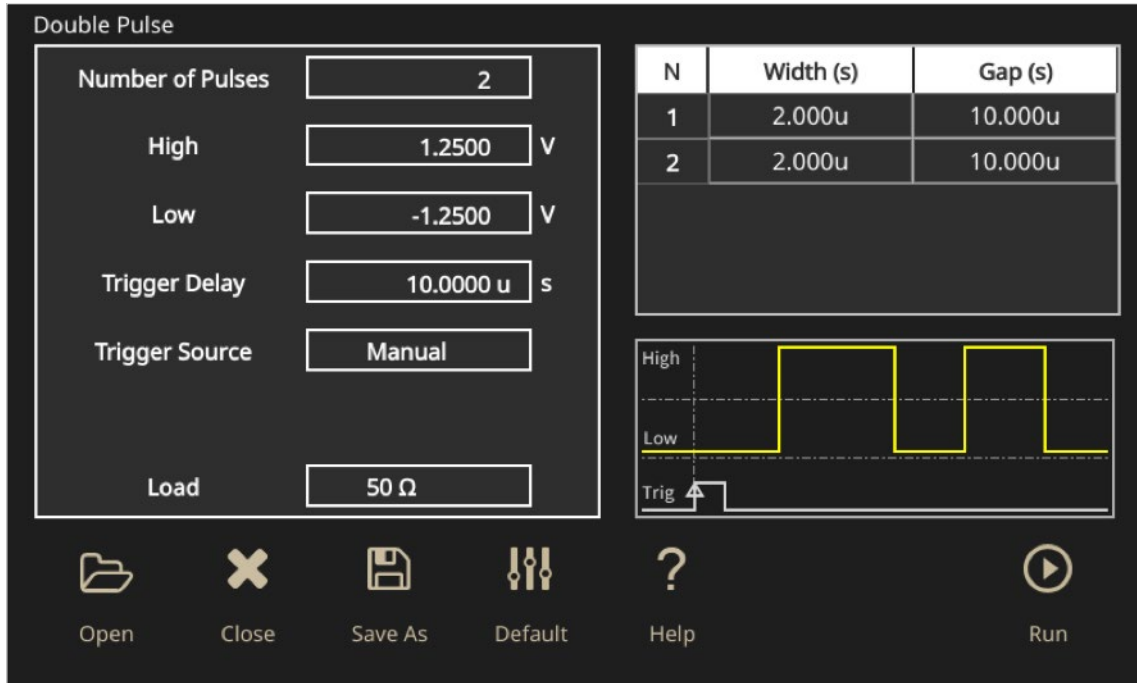 Double Pulse
Number of Pulses 2
High 1.2500 V
Low -1.2500 V
Trigger Delay 10.0000 u s
Trigger Source Manual
Load 50 Ω
N Width (s) Gap (s)
1 2.000u 10.000u
2 2.000u 10.000u
High
Low
Trig
Open Close Save As Default ? Help Run